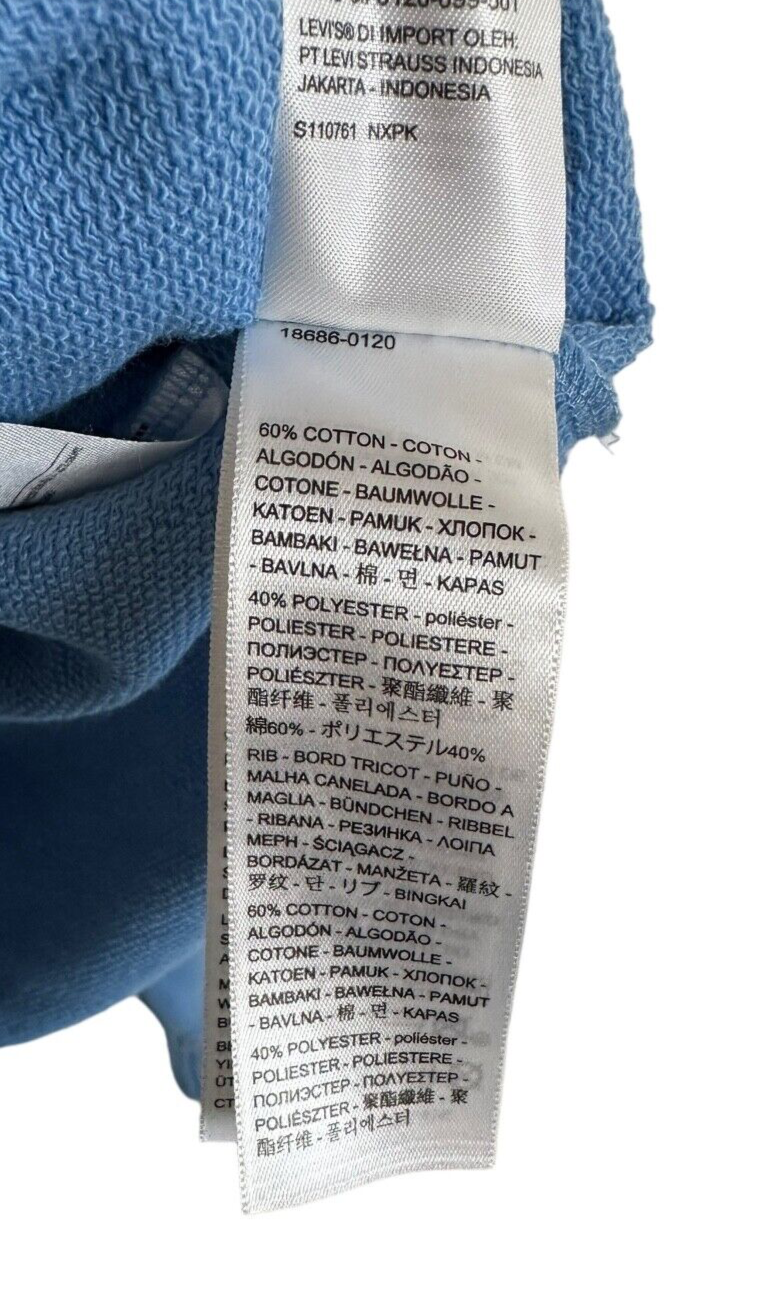 LEVI'S® DI IMPORT OLEH:
PT LEVI STRAUSS INDONESIA
JAKARTA - INDONESIA
S110761 NXPK
18686-0120
60% COTTON - COTON -
ALGODÓN - ALGODÃO -
COTONE - BAUMWOLLE -
KATOEN - PAMUK - ХЛОПОК -
BAMBAKI - BAWEŁNA - PAMUT
- BAVLNA - 棉 - 면 - KAPAS
40% POLYESTER - poliéster -
POLIESTER - POLIESTERE -
ПОЛИЭСТЕР - ΠΟΛΥΕΣΤΕΡ -
POLIÉSZTER - 聚酯纖維 - 聚
酯纤维 - 폴리에스터
綿60% - ポリエステル40%
RIB - BORD TRICOT - PUÑO -
MALHA CANELADA - BORDO A
MAGLIA - BÜNDCHEN - RIBBEL
- RIBANA - РЕЗИНКА - ΛΟΙΠΑ
ΜΕΡΗ - ŚCIĄGACZ -
BORDÁZAT - MANŽETA - 羅紋 -
罗纹 - 단 - リブ - BINGKAI
60% COTTON - COTON -
ALGODÓN - ALGODÃO -
COTONE - BAUMWOLLE -
KATOEN - PAMUK - ХЛОПОК -
BAMBAKI - BAWEŁNA - PAMUT
- BAVLNA - 棉 - 면 - KAPAS
40% POLYESTER - poliéster -
POLIESTER - POLIESTERE -
ПОЛИЭСТЕР - ΠΟΛΥΕΣΤΕΡ -
POLIÉSZTER - 聚酯纖維 - 聚
酯纤维 - 폴리에스터